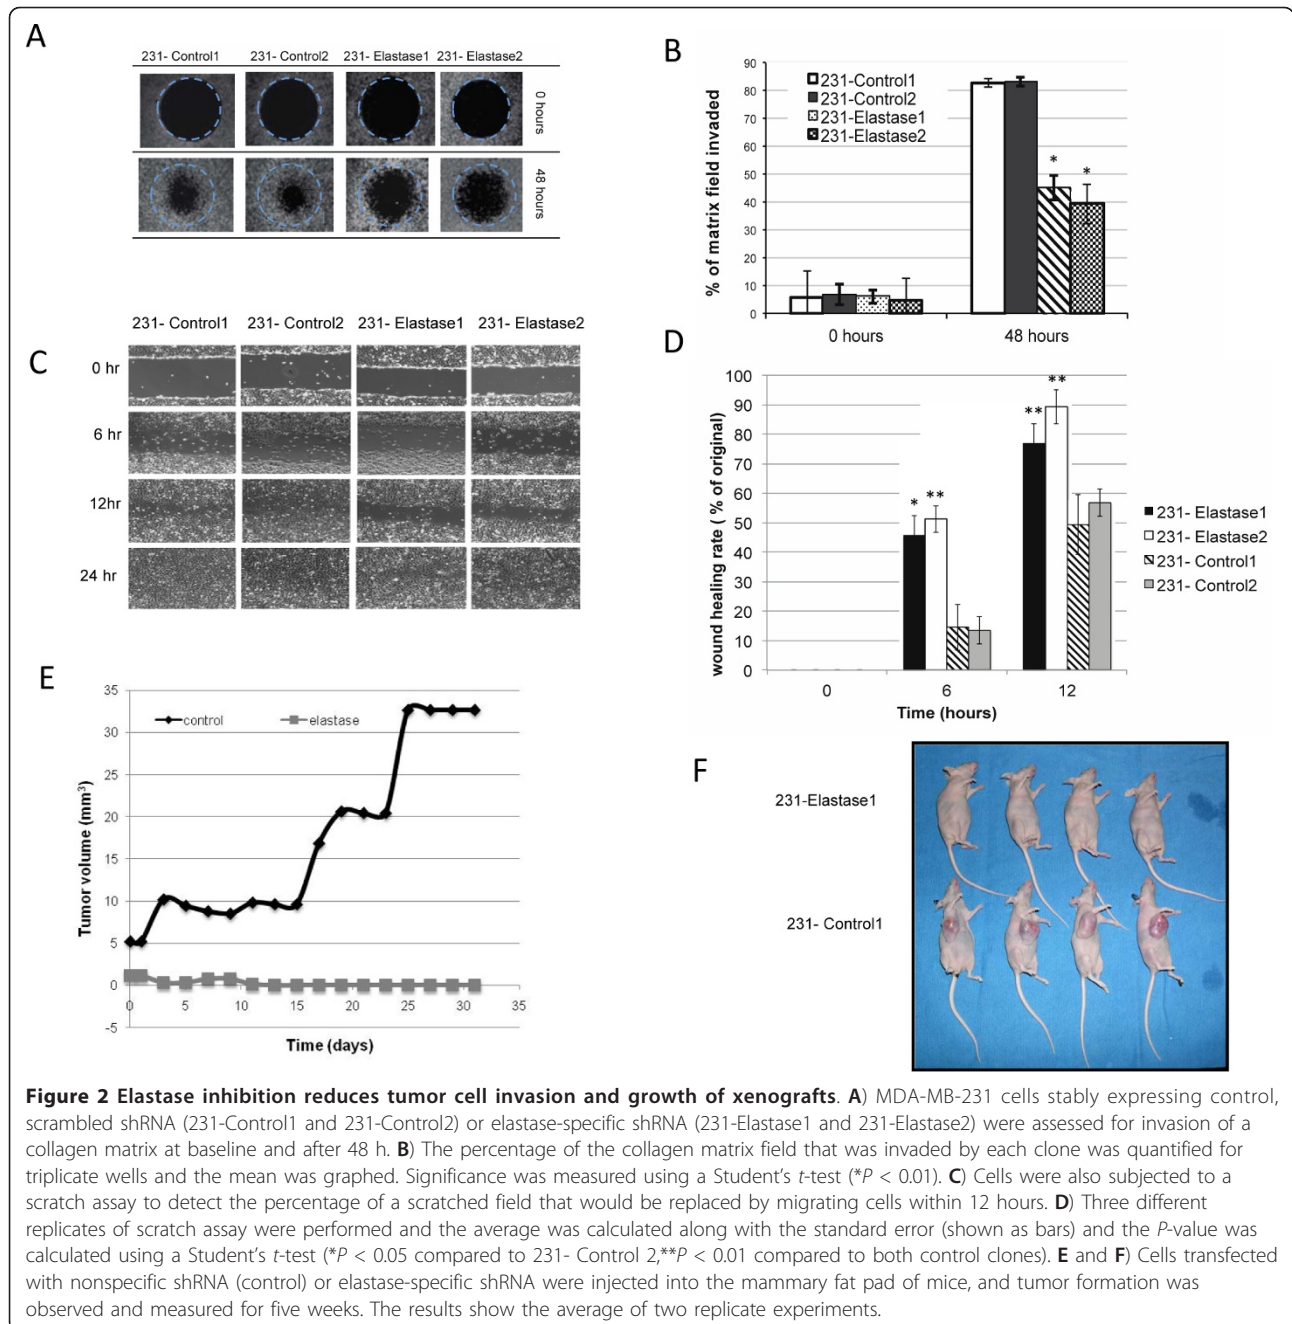 A
231- Control1 231- Control2 231- Elastase1 231- Elastase2
0 hours
48 hours
B
% of matrix field invaded
90
80
70
60
50
40
30
20
10
0
231-Control1
231-Control2
231-Elastase1
231-Elastase2
* *
0 hours 48 hours
C
231- Control1 231- Control2 231- Elastase1 231- Elastase2
0 hr
6 hr
12hr
24 hr
D
wound healing rate ( % of original)
100
90
80
70
60
50
40
30
20
10
0
* **
** **
0 6 12
Time (hours)
231- Elastase1
231- Elastase2
231- Control1
231- Control2
E
Tumor volume (mm³)
35
30
25
20
15
10
5
0
-5
control elastase
0 5 10 15 20 25 30 35
Time (days)
F
231-Elastase1
231- Control1
Figure 2 Elastase inhibition reduces tumor cell invasion and growth of xenografts. A) MDA-MB-231 cells stably expressing control,
scrambled shRNA (231-Control1 and 231-Control2) or elastase-specific shRNA (231-Elastase1 and 231-Elastase2) were assessed for invasion of a
collagen matrix at baseline and after 48 h. B) The percentage of the collagen matrix field that was invaded by each clone was quantified for
triplicate wells and the mean was graphed. Significance was measured using a Student's t-test (*P < 0.01). C) Cells were also subjected to a
scratch assay to detect the percentage of a scratched field that would be replaced by migrating cells within 12 hours. D) Three different
replicates of scratch assay were performed and the average was calculated along with the standard error (shown as bars) and the P-value was
calculated using a Student's t-test (*P < 0.05 compared to 231- Control 2,**P < 0.01 compared to both control clones). E and F) Cells transfected
with nonspecific shRNA (control) or elastase-specific shRNA were injected into the mammary fat pad of mice, and tumor formation was
observed and measured for five weeks. The results show the average of two replicate experiments.